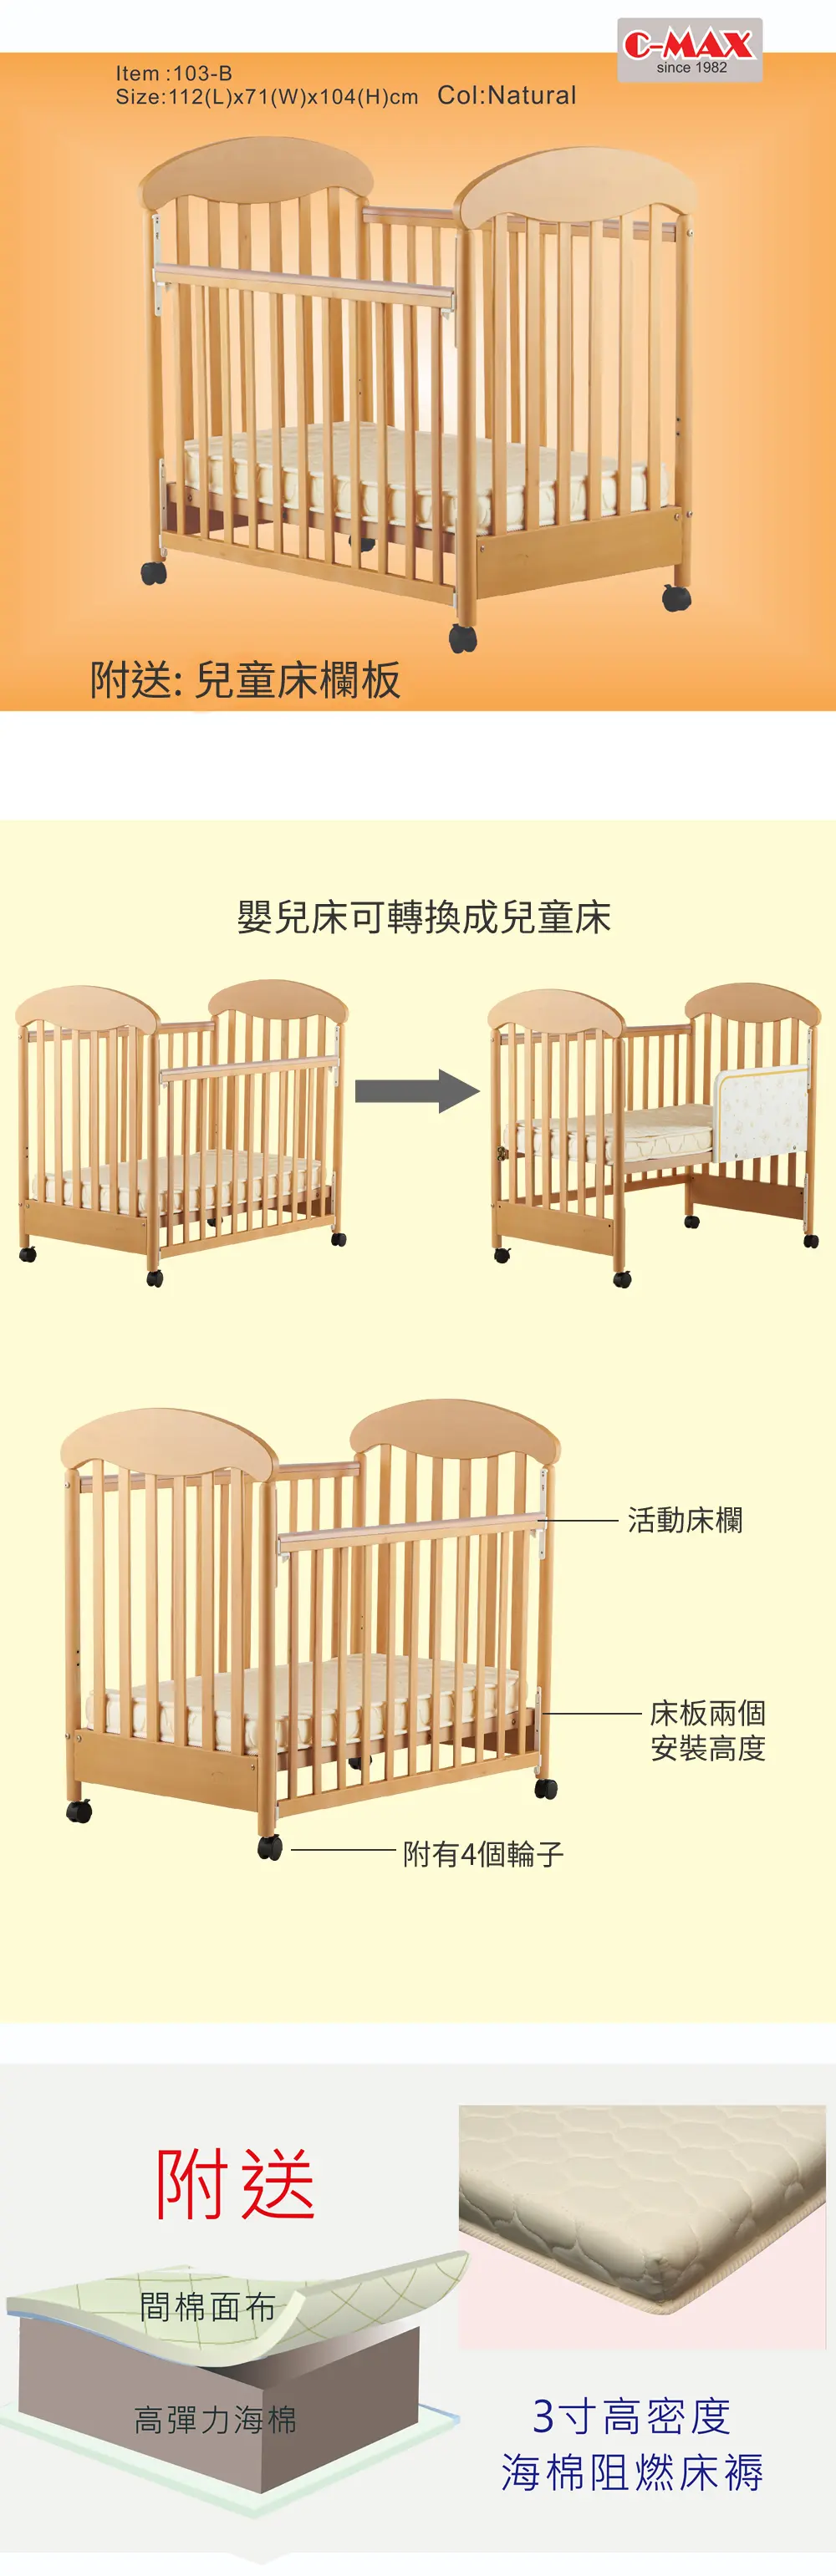 C-MAX
since 1982
Item :103-B
Size:112(L)x71(W)x104(H)cm Col:Natural
附送: 兒童床欄板
嬰兒床可轉換成兒童床
活動床欄
床板兩個
安裝高度
附有4個輪子
附送
間棉面布
高彈力海棉
3寸高密度
海棉阻燃床褥